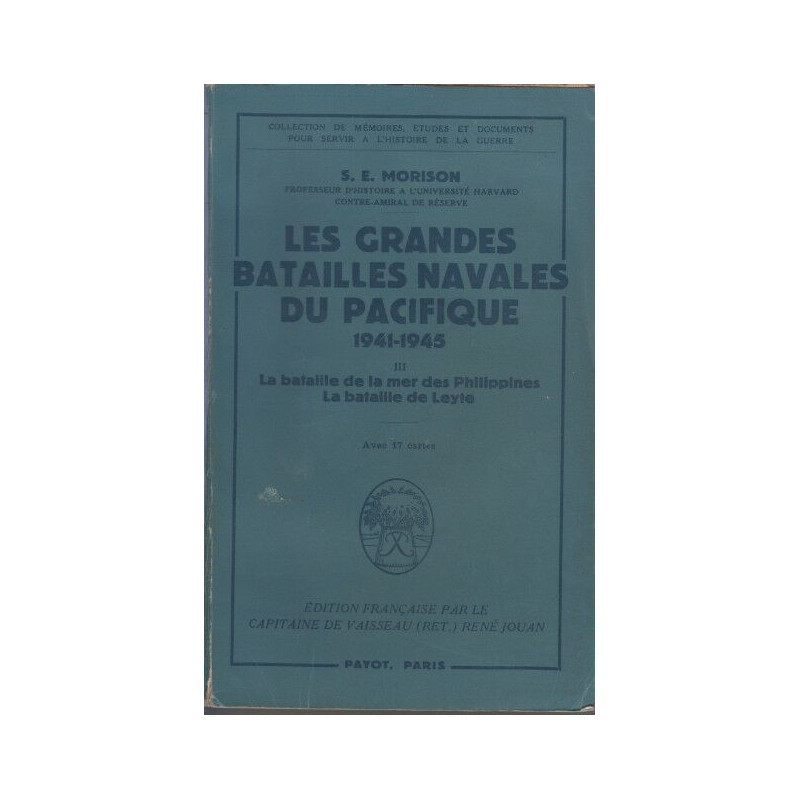 COLLECTION DE MÉMOIRES, ÉTUDES ET DOCUMENTS
POUR SERVIR A L'HISTOIRE DE LA GUERRE
S. E. MORISON
PROFESSEUR D'HISTOIRE A L'UNIVERSITÉ HARVARD
CONTRE-AMIRAL DE RÉSERVE
LES GRANDES
BATAILLES NAVALES
DU PACIFIQUE
1941-1945
III
La bataille de la mer des Philippines
La bataille de Leyte
Avec 17 cartes
ÉDITION FRANÇAISE PAR LE
CAPITAINE DE VAISSEAU (RET.) RENÉ JOUAN
PAYOT, PARIS